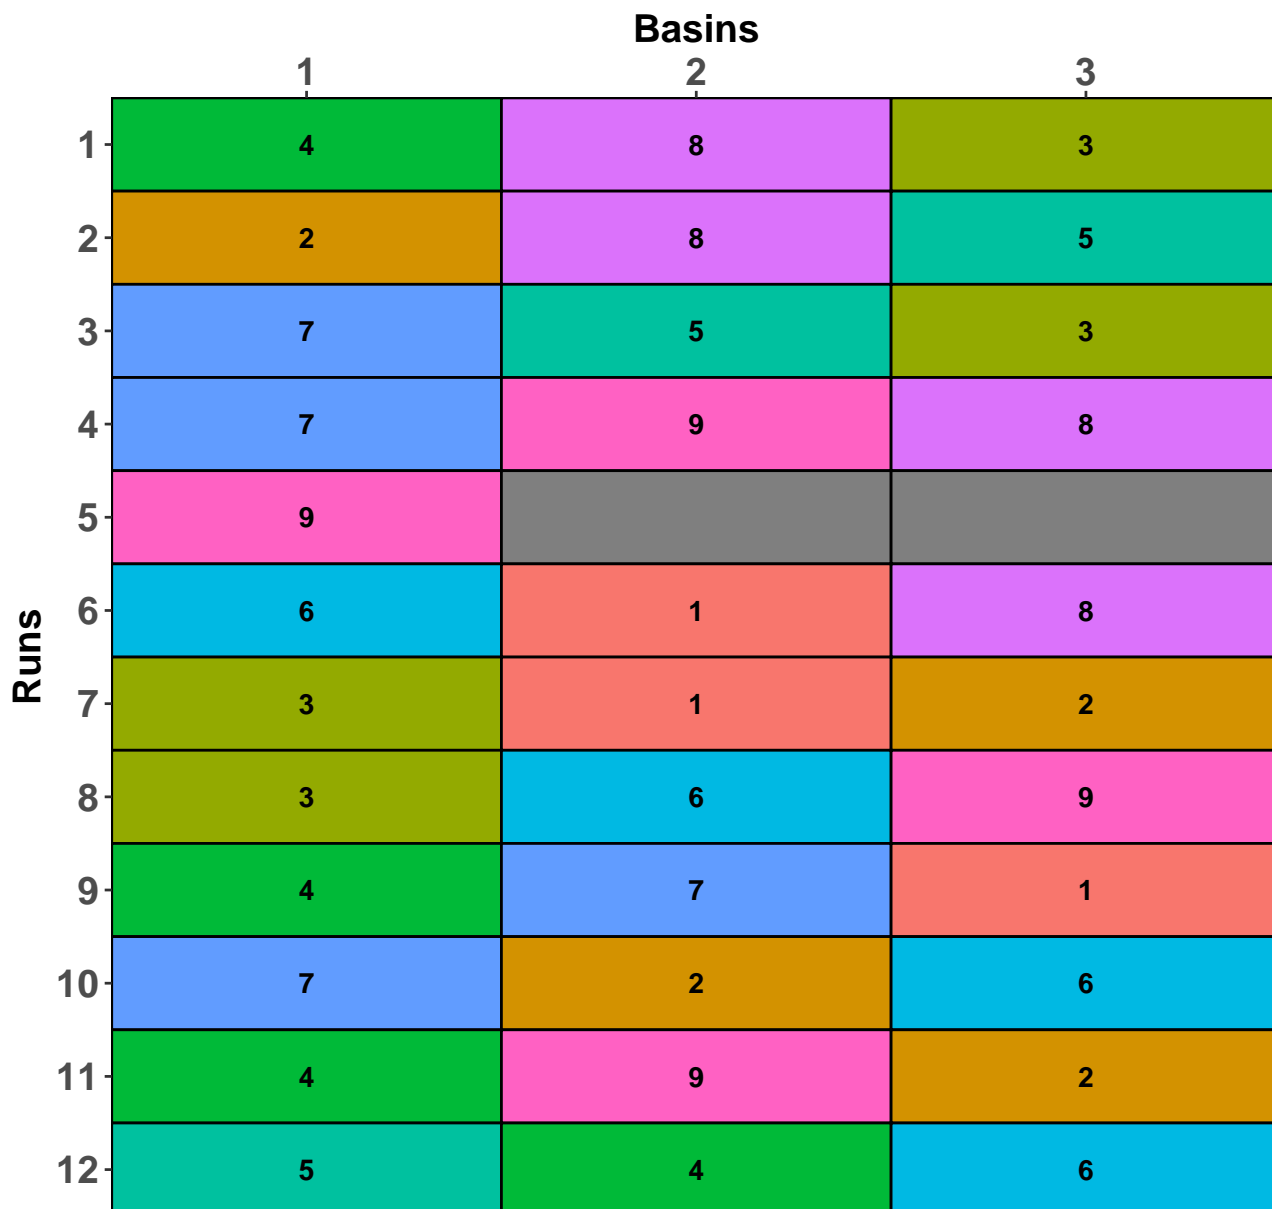 Basins
1 2 3
1 4 8 3
2 2 8 5
3 7 5 3
4 7 9 8
5 9
6 6 1 8
7 3 1 2
8 3 6 9
9 4 7 1
10 7 2 6
11 4 9 2
12 5 4 6
Runs